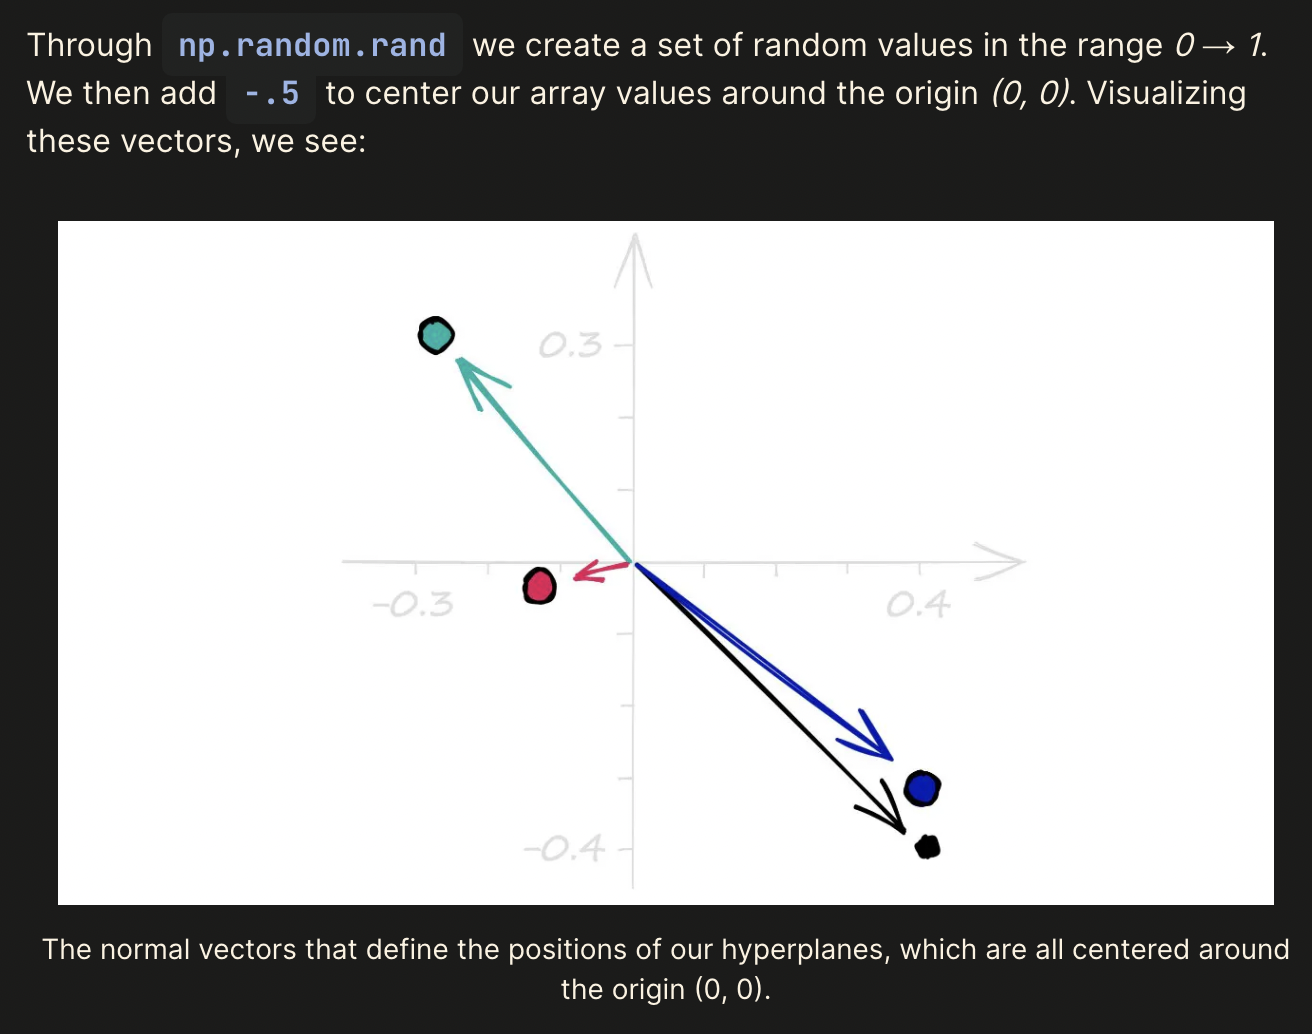 Through np.random.rand we create a set of random values in the range 0 → 1.
We then add -.5 to center our array values around the origin (0, 0). Visualizing
these vectors, we see:
0.3
-0.3
0.4
-0.4
The normal vectors that define the positions of our hyperplanes, which are all centered around
the origin (0, 0).